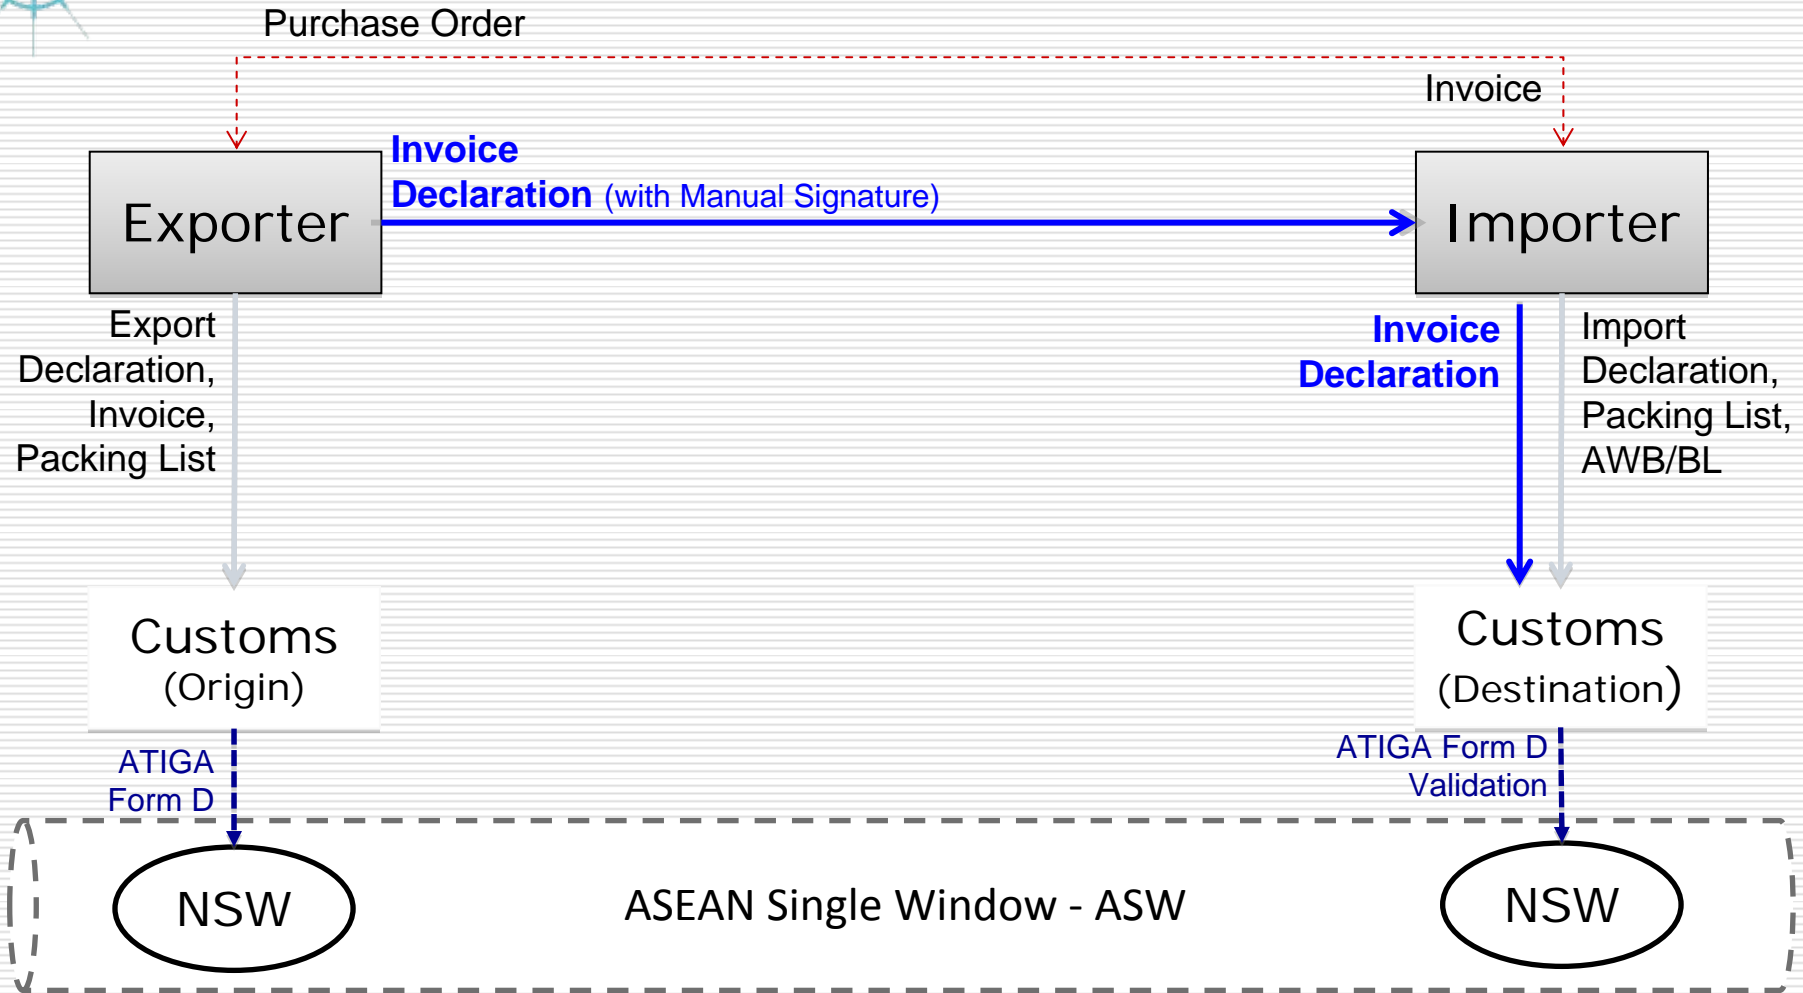 Purchase Order
Invoice
Invoice
Declaration (with Manual Signature)
Exporter
Importer
Export
Declaration,
Invoice,
Packing List
Invoice
Declaration
Import
Declaration,
Packing List,
AWB/BL
Customs
(Origin)
Customs
(Destination)
ATIGA
Form D
ATIGA Form D
Validation
NSW
ASEAN Single Window - ASW
NSW